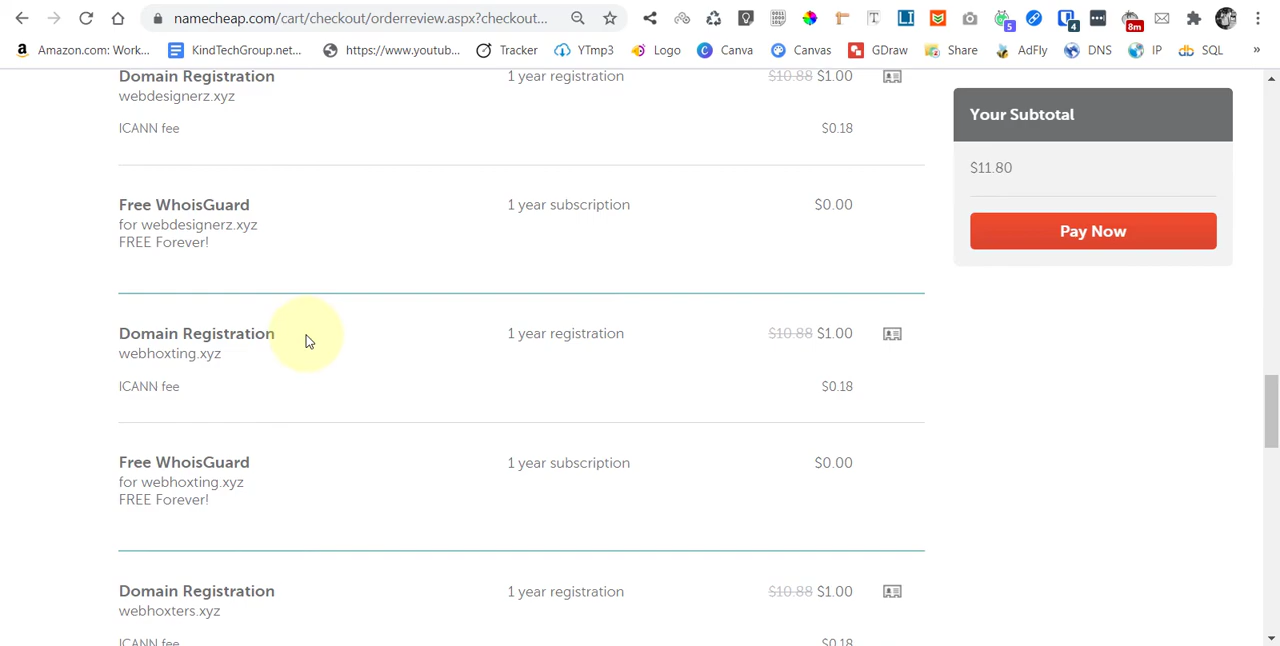 namecheap.com/cart/checkout/orderreview.aspx?checkout...
5
4
8m
Amazon.com: Work...
KindTechGroup.net...
https://www.youtub...
Tracker
YTmp3
Logo
Canva
Canvas
GDraw
Share
AdFly
DNS
IP
SQL
»
Domain Registration 1 year registration $10.88 $1.00
webdesignerz.xyz
ICANN fee $0.18
Free WhoisGuard 1 year subscription $0.00
for webdesignerz.xyz
FREE Forever!
Domain Registration 1 year registration $10.88 $1.00
webhoxting.xyz
ICANN fee $0.18
Free WhoisGuard 1 year subscription $0.00
for webhoxting.xyz
FREE Forever!
Domain Registration 1 year registration $10.88 $1.00
webhoxters.xyz
ICANN fee $0.18
Your Subtotal
$11.80
Pay Now